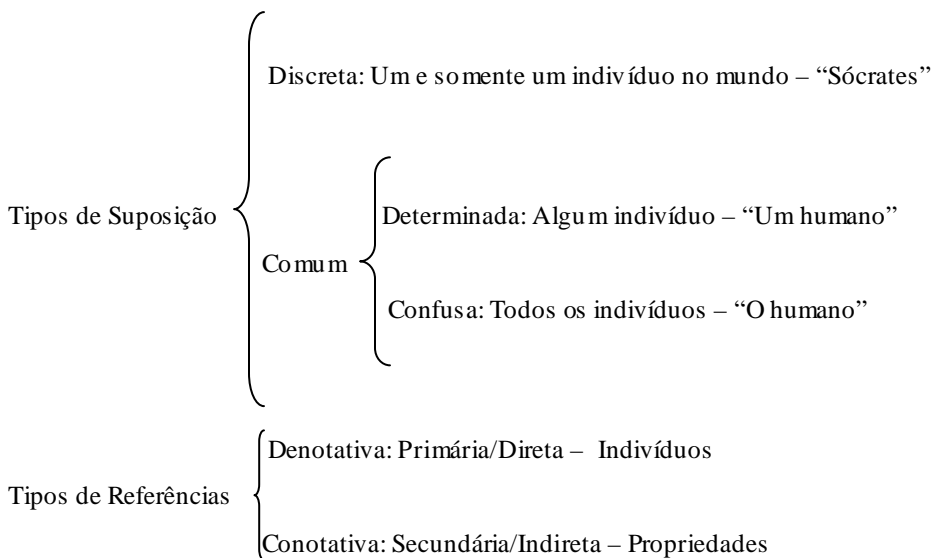 Discreta: Um e somente um indivíduo no mundo – “Sócrates”
Tipos de Suposição
Determinada: Algum indivíduo – “Um humano”
Comum
Confusa: Todos os indivíduos – “O humano”
Denotativa: Primária/Direta – Indivíduos
Tipos de Referências
Conotativa: Secundária/Indireta – Propriedades